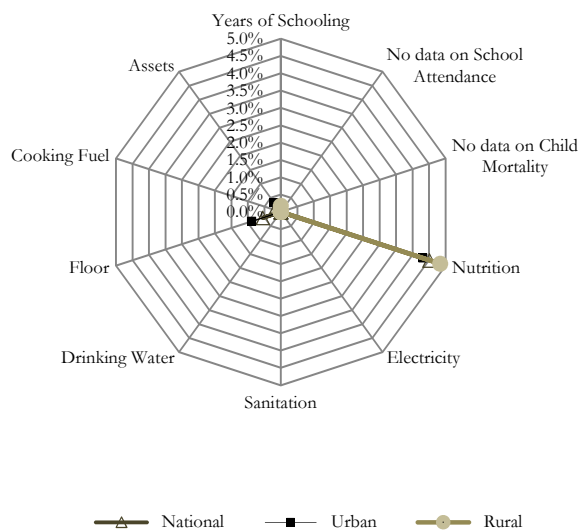 Years of Schooling
5.0%
4.5%
4.0%
3.5%
3.0%
2.5%
2.0%
1.5%
1.0%
0.5%
0.0%
No data on School
Attendance
No data on Child
Mortality
Nutrition
Electricity
Sanitation
Drinking Water
Floor
Cooking Fuel
Assets
National
Urban
Rural